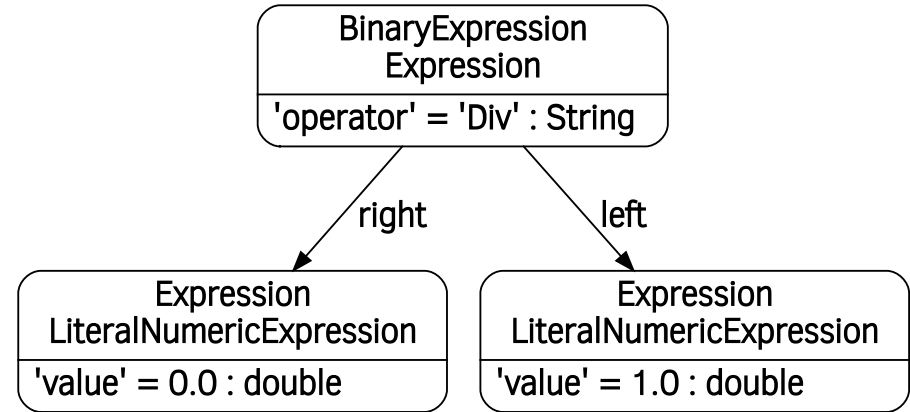 BinaryExpression
Expression
'operator' = 'Div' : String
right
left
Expression
LiteralNumericExpression
'value' = 0.0 : double
Expression
LiteralNumericExpression
'value' = 1.0 : double